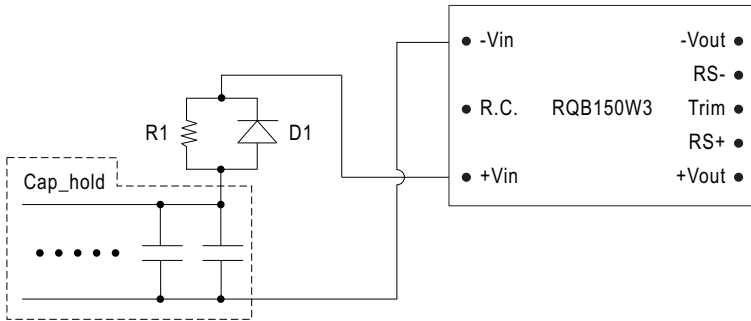 -Vin
-Vout
RS-
R.C.
RQB150W3
Trim
RS+
+Vin
+Vout
R1
D1
Cap_hold